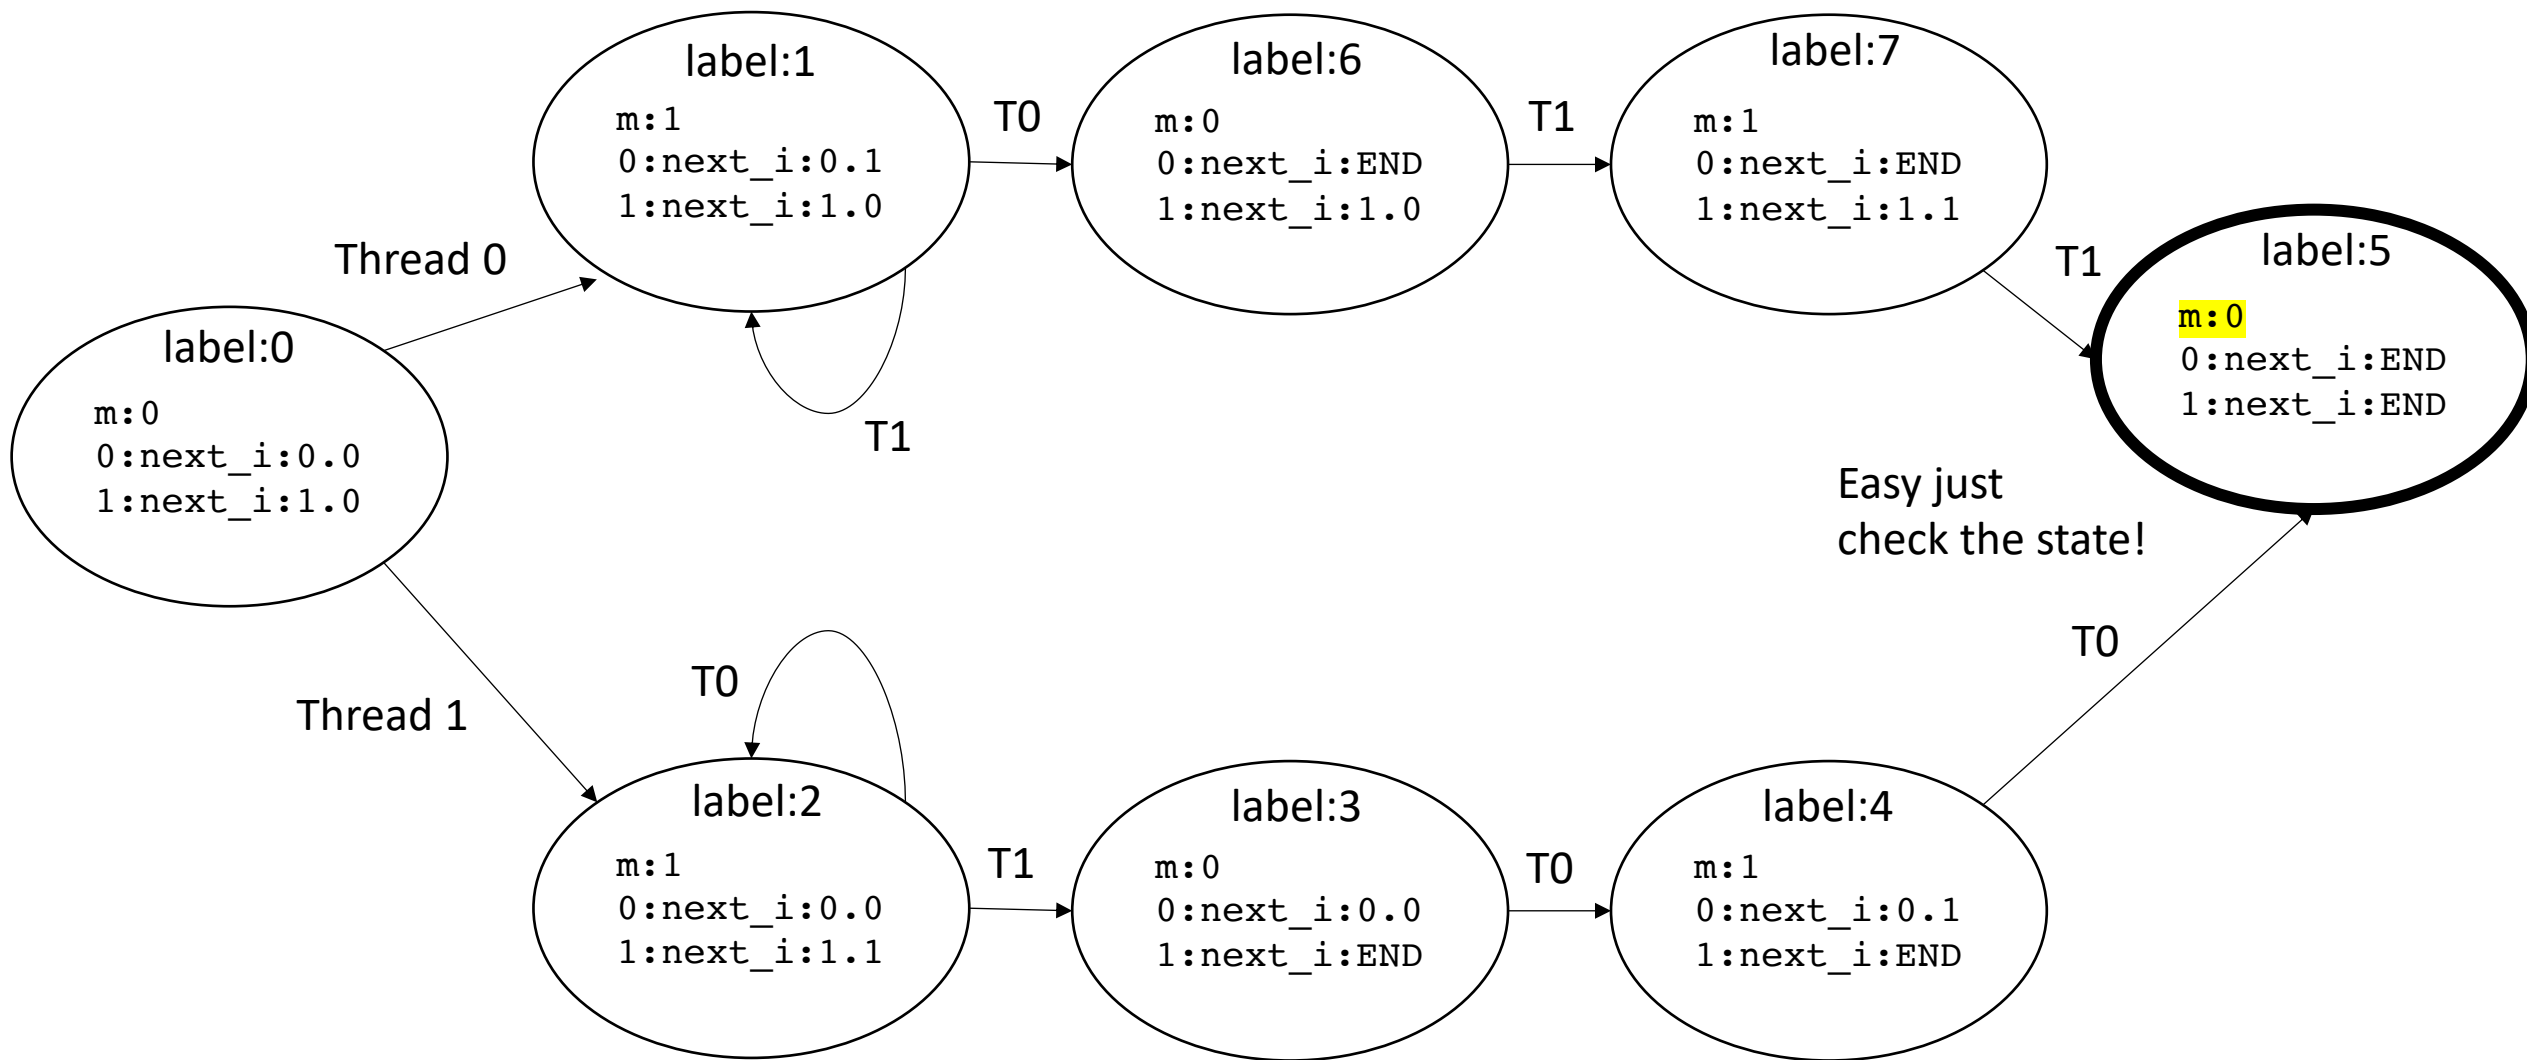 label:1
m:1
0:next_i:0.1
1:next_i:1.0
T0
label:6
m:0
0:next_i:END
1:next_i:1.0
T1
label:7
m:1
0:next_i:END
1:next_i:1.1
T1
label:5
m:0
0:next_i:END
1:next_i:END
Thread 0
label:0
m:0
0:next_i:0.0
1:next_i:1.0
T1
Easy just
check the state!
T0
Thread 1
T0
label:2
m:1
0:next_i:0.0
1:next_i:1.1
T1
label:3
m:0
0:next_i:0.0
1:next_i:END
T0
label:4
m:1
0:next_i:0.1
1:next_i:END